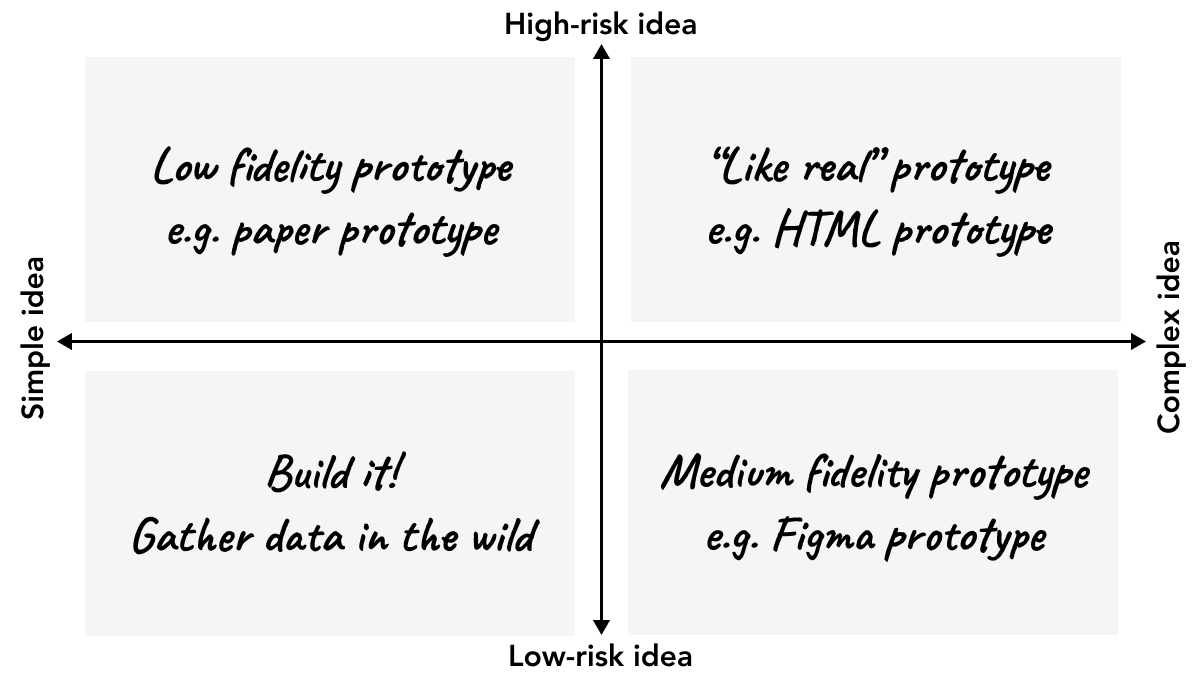 High-risk idea
Low fidelity prototype
e.g. paper prototype
“Like real” prototype
e.g. HTML prototype
Simple idea
Complex idea
Build it!
Gather data in the wild
Medium fidelity prototype
e.g. Figma prototype
Low-risk idea